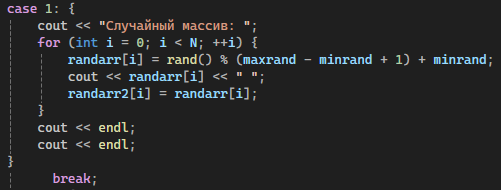 case 1: {
cout << "Случайный массив: ";
for (int i = 0; i < N; ++i) {
randarr[i] = rand() % (maxrand - minrand + 1) + minrand;
cout << randarr[i] << " ";
randarr2[i] = randarr[i];
}
cout << endl;
cout << endl;
}
break;